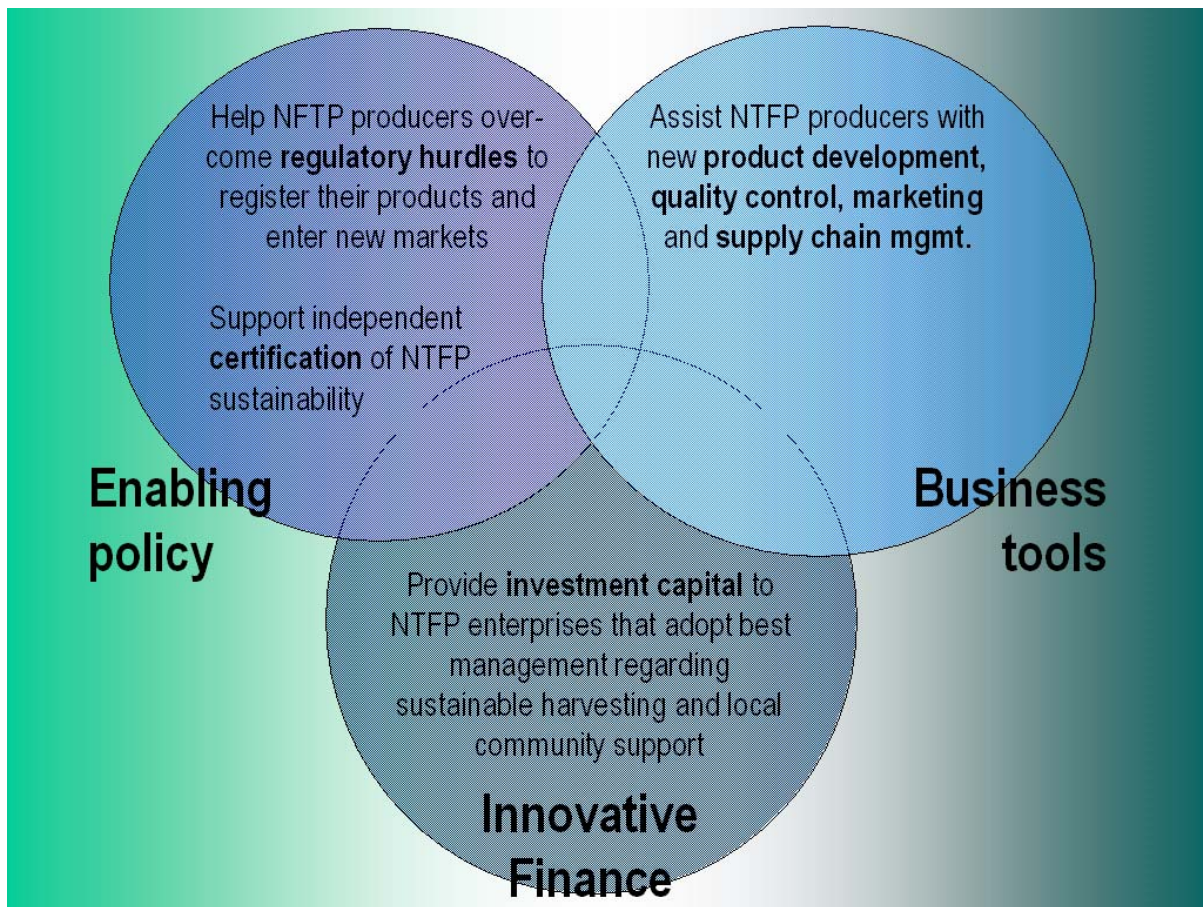 Help NFTP producers over-
come regulatory hurdles to
register their products and
enter new markets
Support independent
certification of NTFP
sustainability
Enabling
policy
Assist NTFP producers with
new product development,
quality control, marketing
and supply chain mgmt.
Business
tools
Provide investment capital to
NTFP enterprises that adopt best
management regarding
sustainable harvesting and local
community support
Innovative
Finance